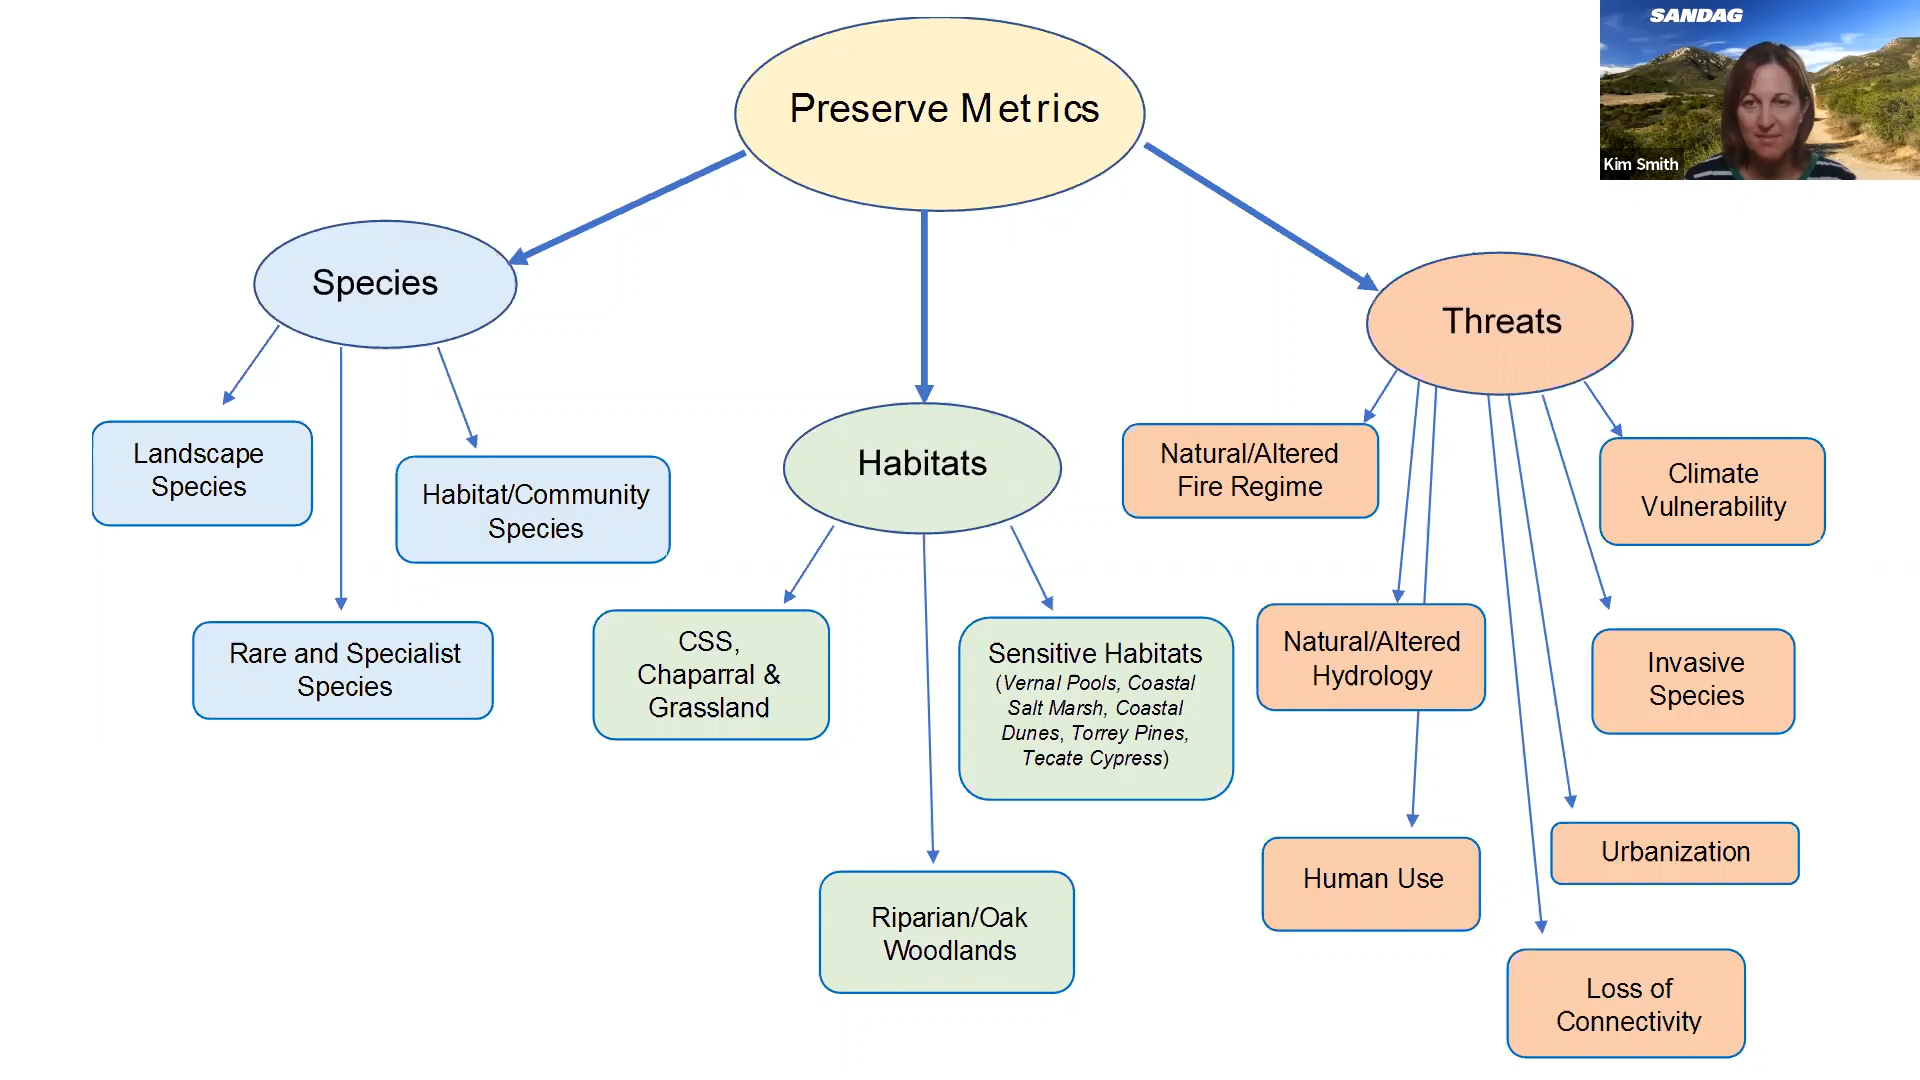 SANDAG
Kim Smith
Preserve Metrics
Species
Threats
Habitats
Landscape
Species
Habitat/Community
Species
Rare and Specialist
Species
CSS,
Chaparral &
Grassland
Sensitive Habitats
(Vernal Pools, Coastal
Salt Marsh, Coastal
Dunes, Torrey Pines,
Tecate Cypress)
Riparian/Oak
Woodlands
Natural/Altered
Fire Regime
Climate
Vulnerability
Natural/Altered
Hydrology
Invasive
Species
Human Use
Urbanization
Loss of
Connectivity